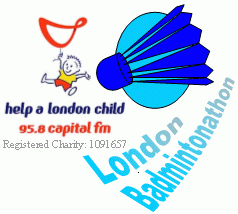 help a london child
95.8 capital fm
Registered Charity: 1091657
London
Badmintonathon